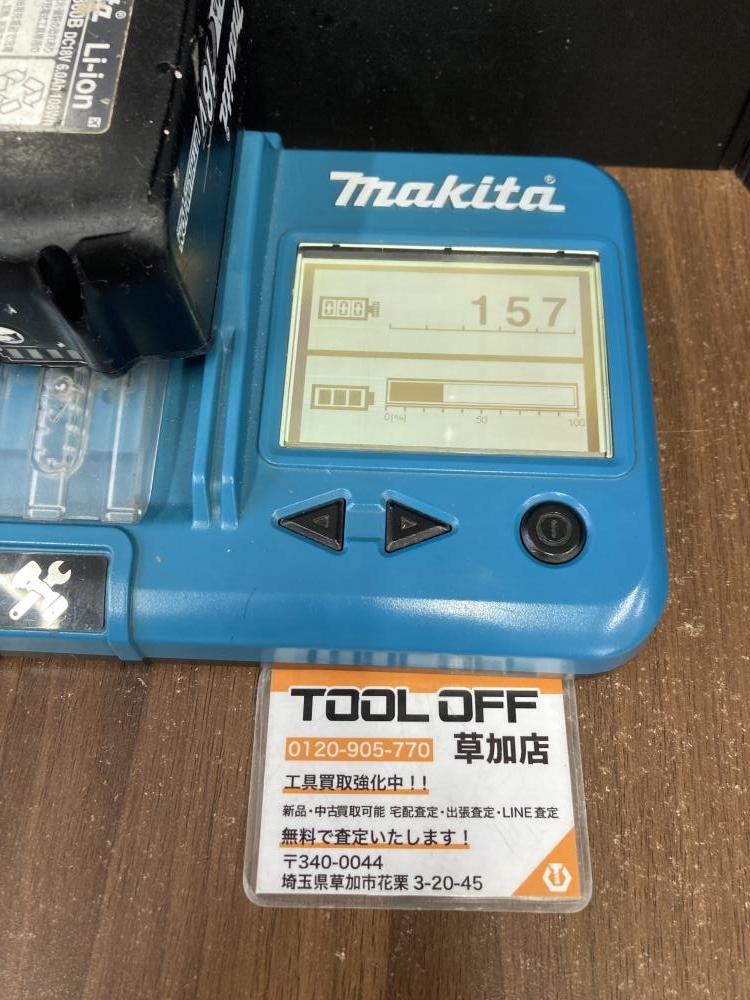 Li-ion
DC18V 6.0Ah 108Wh
makita
makita®
000
157
0[%] 50 100
TOOL OFF
0120-905-770 草加店
工具買取強化中!!
新品・中古買取可能 宅配査定・出張査定・LINE査定
無料で査定いたします!
〒340-0044
埼玉県草加市花栗 3-20-45